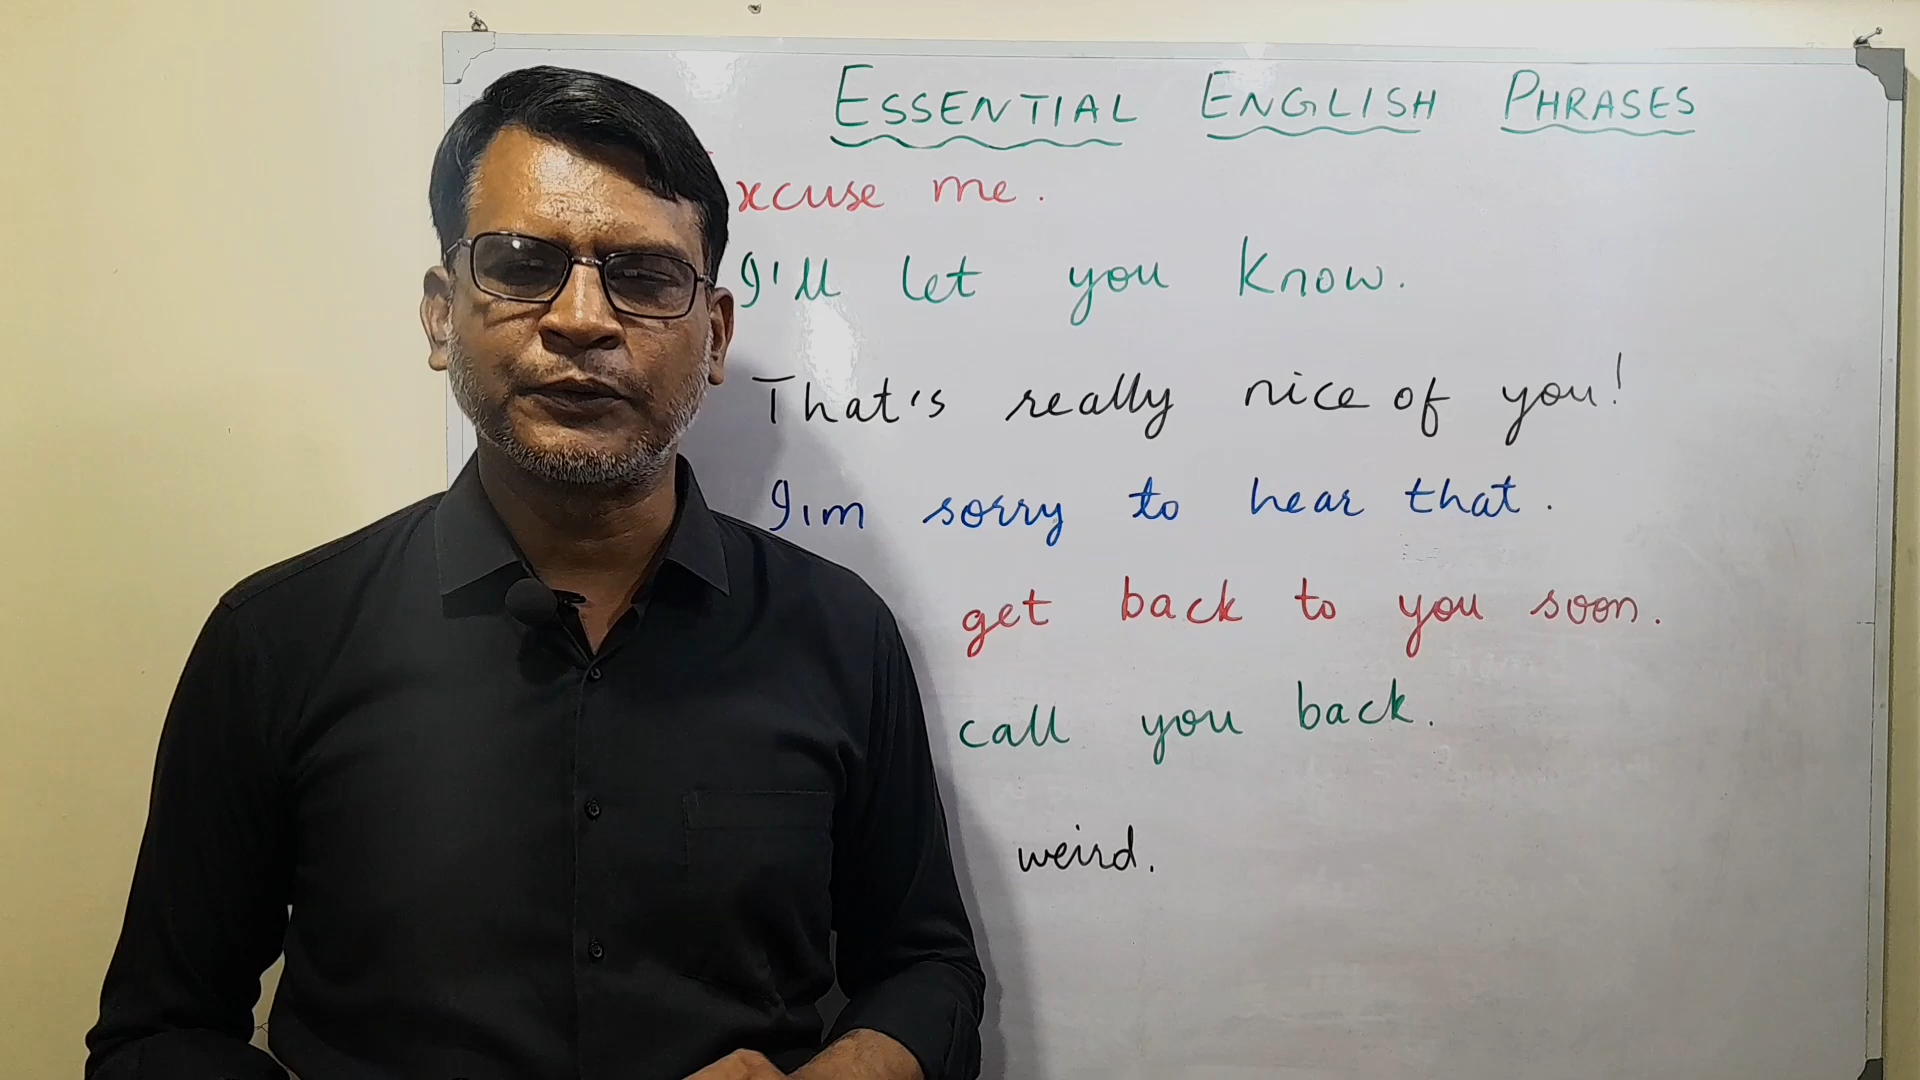 ESSENTIAL ENGLISH PHRASES
xcuse me.
I'll let you know.
That's really nice of you!
I'm sorry to hear that.
get back to you soon.
call you back.
weird.